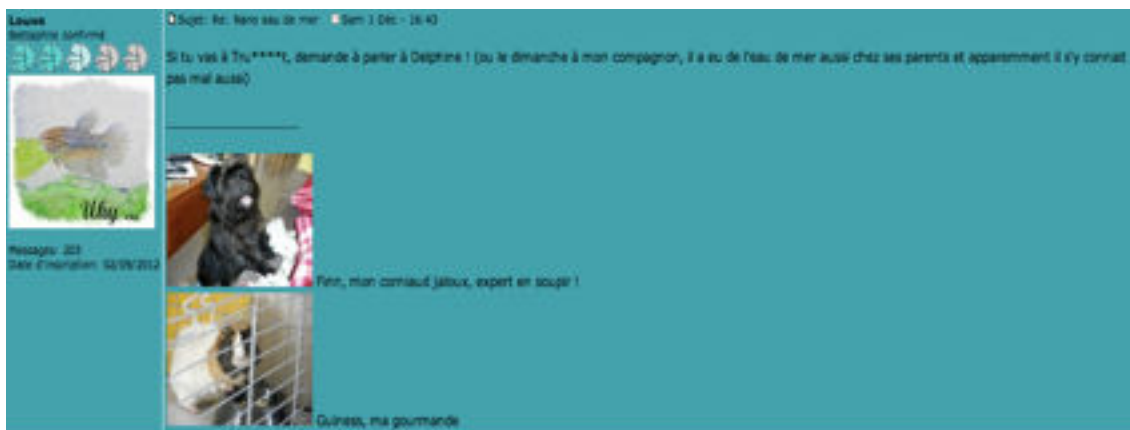 Louve
Bettaphile confirmé
Sujet: Re: Nano eau de mer Sam 1 Déc - 16:43
Si tu vas à Tru****t, demande à parler à Delphine ! (ou le dimanche à mon compagnon, il a eu de l'eau de mer aussi chez ses parents et apparemment il s'y connait
pas mal aussi)
Why
Messages: 203
Date d'inscription: 02/09/2012
Finn, mon corniaud jaloux, expert en soupir !
Guiness, ma gourmande